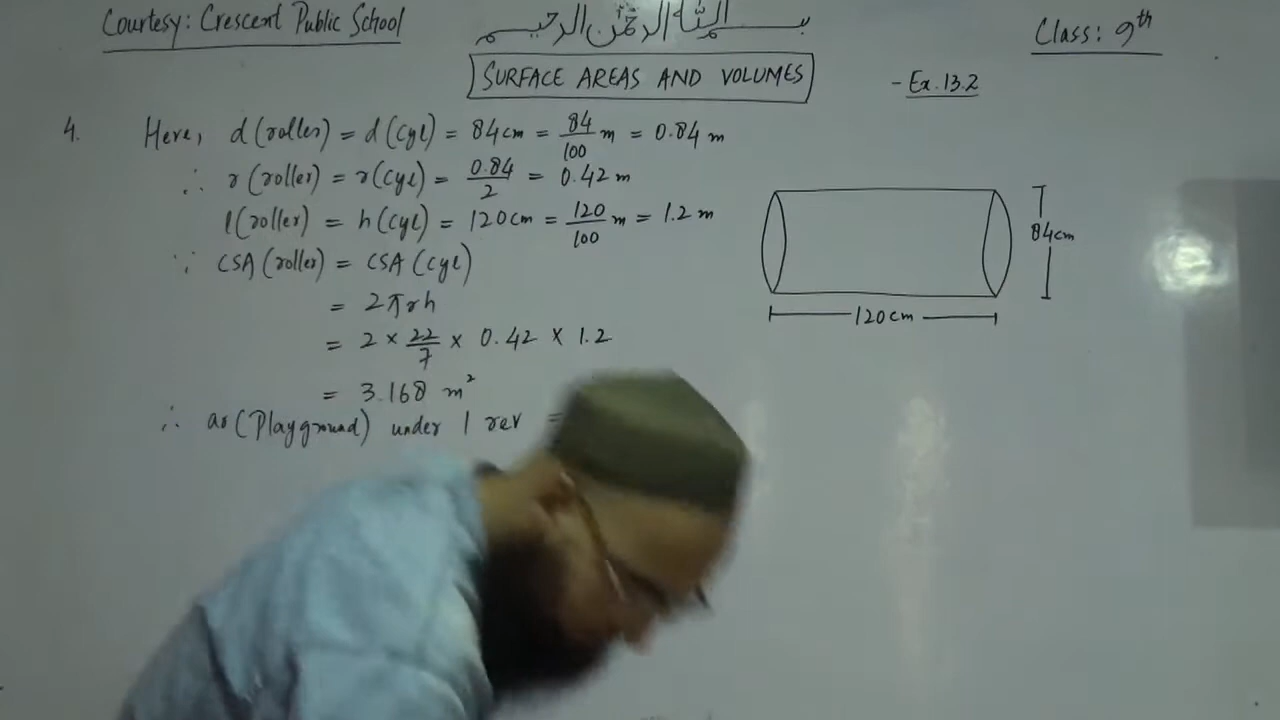 Courtesy: Crescent Public School
بسم الله الرحمن الرحيم
Class: 9th
SURFACE AREAS AND VOLUMES
- Ex. 13.2
4. Here, d(roller) = d(cyl) = 84cm = 84/100 m = 0.84 m
∴ r(roller) = r(cyl) = 0.84/2 = 0.42 m
l(roller) = h(cyl) = 120cm = 120/100 m = 1.2 m
∵ CSA(roller) = CSA(cyl)
= 2πrh
= 2 × 22/7 × 0.42 × 1.2
= 3.168 m²
∴ ar(Playground) under 1 rev =
84cm
120cm